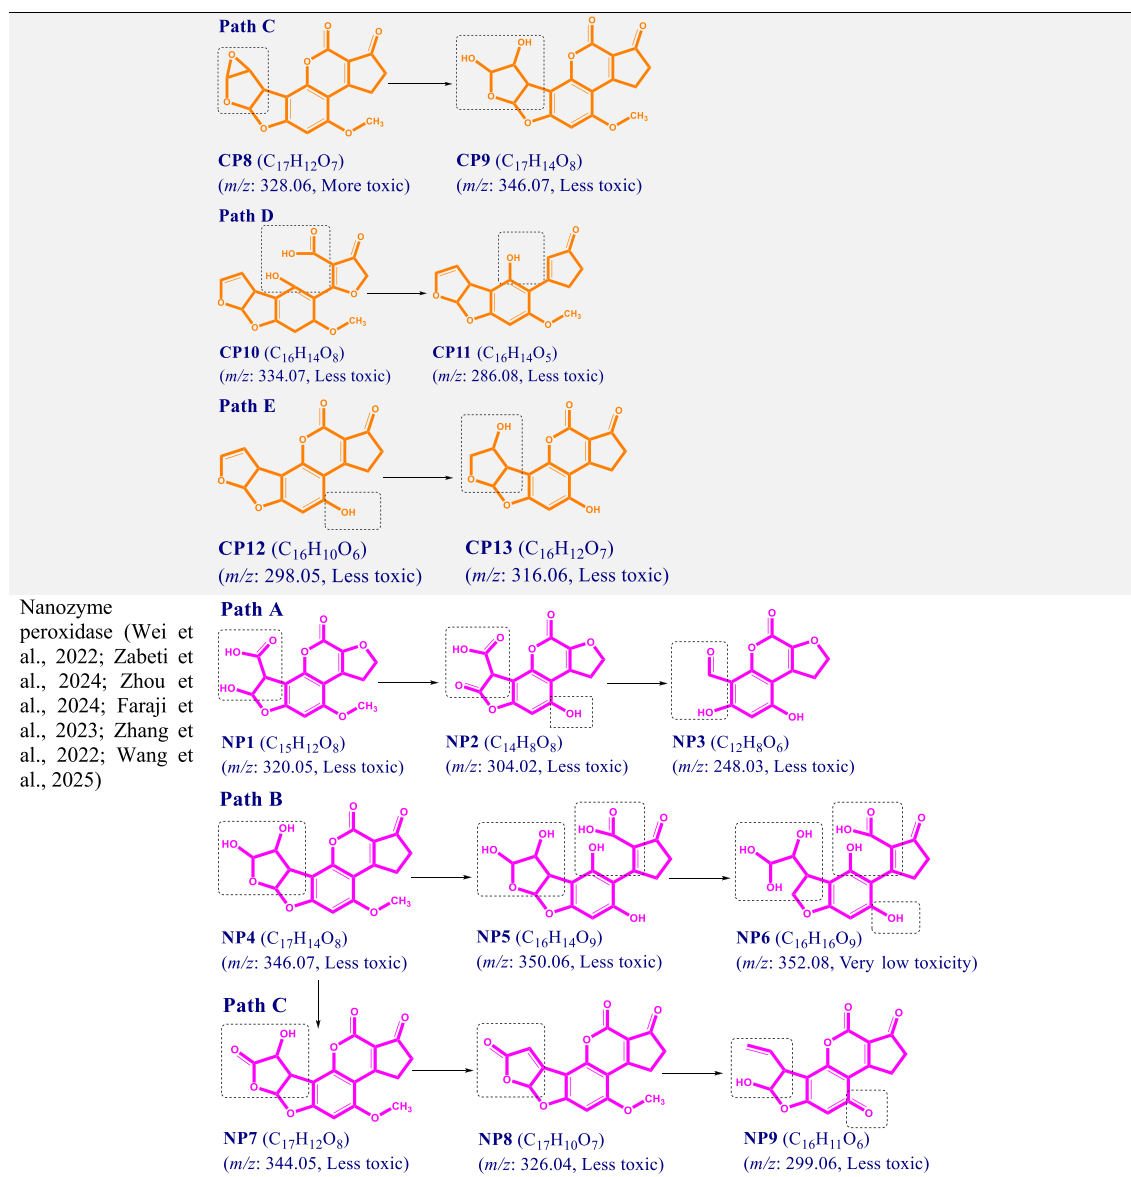 Path C
CP8 (C17H12O7)
(m/z: 328.06, More toxic)
CP9 (C17H14O8)
(m/z: 346.07, Less toxic)
Path D
CP10 (C16H14O8)
(m/z: 334.07, Less toxic)
CP11 (C16H14O5)
(m/z: 286.08, Less toxic)
Path E
CP12 (C16H10O6)
(m/z: 298.05, Less toxic)
CP13 (C16H12O7)
(m/z: 316.06, Less toxic)
Nanozyme
peroxidase (Wei et
al., 2022; Zabeti et
al., 2024; Zhou et
al., 2024; Faraji et
al., 2023; Zhang et
al., 2022; Wang et
al., 2025)
Path A
NP1 (C15H12O8)
(m/z: 320.05, Less toxic)
NP2 (C14H8O8)
(m/z: 304.02, Less toxic)
NP3 (C12H8O6)
(m/z: 248.03, Less toxic)
Path B
NP4 (C17H14O8)
(m/z: 346.07, Less toxic)
NP5 (C16H14O9)
(m/z: 350.06, Less toxic)
NP6 (C16H16O9)
(m/z: 352.08, Very low toxicity)
Path C
NP7 (C17H12O8)
(m/z: 344.05, Less toxic)
NP8 (C17H10O7)
(m/z: 326.04, Less toxic)
NP9 (C16H11O6)
(m/z: 299.06, Less toxic)